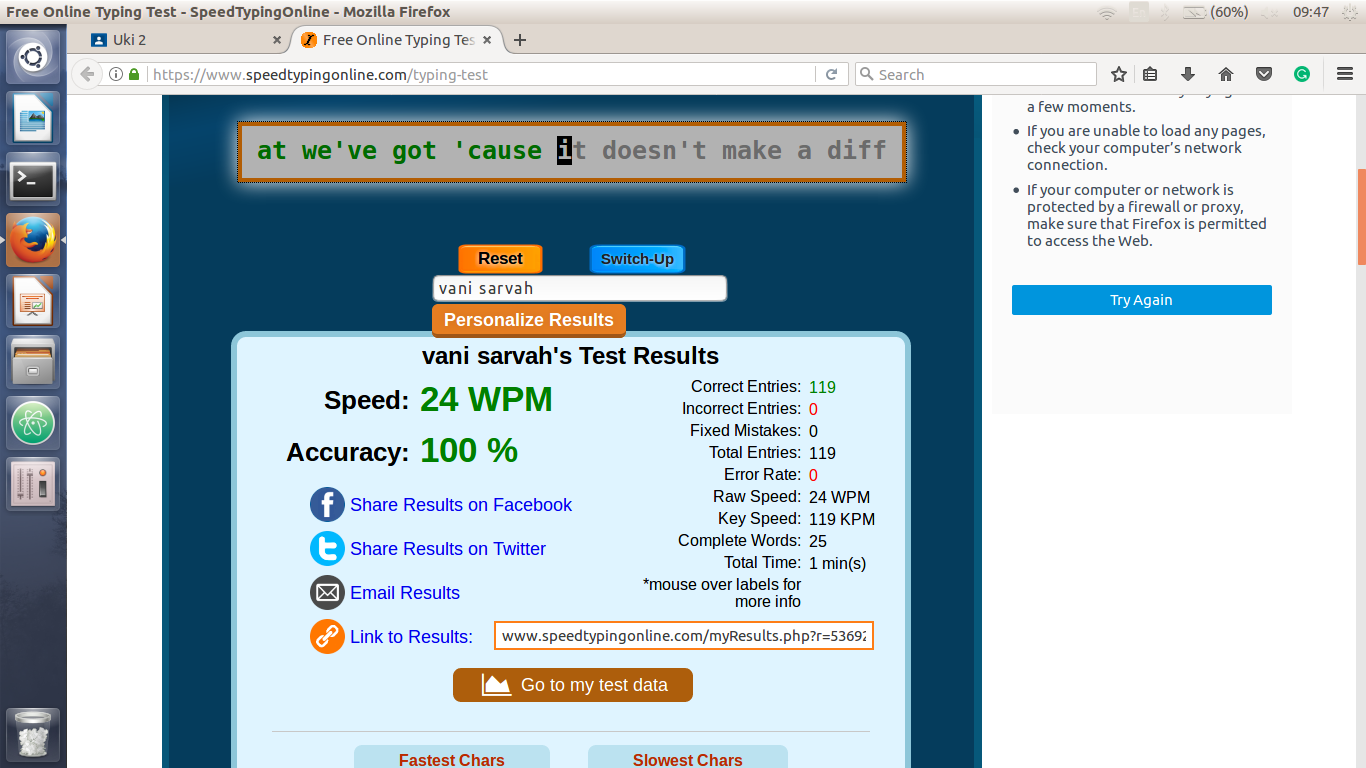 Free Online Typing Test - SpeedTypingOnline - Mozilla Firefox
(60%) 09:47
Uki 2 × Free Online Typing Tes × +
https://www.speedtypingonline.com/typing-test
Search
at we've got 'cause it doesn't make a diff
Reset Switch-Up
vani sarvah
Personalize Results
vani sarvah's Test Results
Speed: 24 WPM
Accuracy: 100 %
Share Results on Facebook
Share Results on Twitter
Email Results
Link to Results: www.speedtypingonline.com/myResults.php?r=53692
Correct Entries: 119
Incorrect Entries: 0
Fixed Mistakes: 0
Total Entries: 119
Error Rate: 0
Raw Speed: 24 WPM
Key Speed: 119 KPM
Complete Words: 25
Total Time: 1 min(s)
*mouse over labels for
more info
Go to my test data
Fastest Chars Slowest Chars
a few moments.
• If you are unable to load any pages,
check your computer’s network
connection.
• If your computer or network is
protected by a firewall or proxy,
make sure that Firefox is permitted
to access the Web.
Try Again